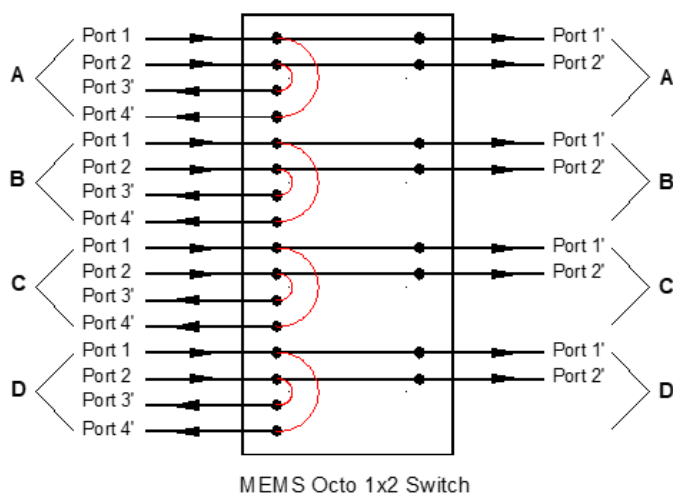 Port 1 Port 1'
Port 2 Port 2'
A A
Port 3'
Port 4'
Port 1 Port 1'
Port 2 Port 2'
B B
Port 3'
Port 4'
Port 1 Port 1'
Port 2 Port 2'
C C
Port 3'
Port 4'
Port 1 Port 1'
Port 2 Port 2'
D D
Port 3'
Port 4'
MEMS Octo 1x2 Switch